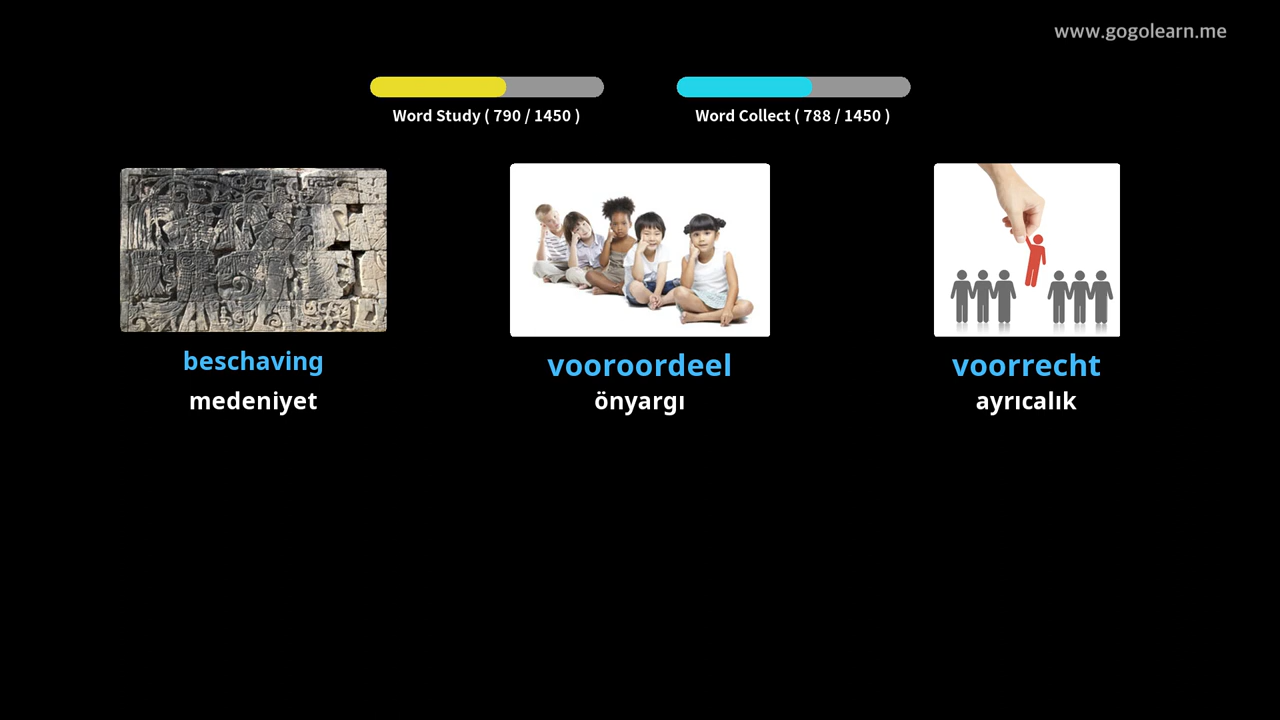 www.gogolearn.me
Word Study ( 790 / 1450 )
Word Collect ( 788 / 1450 )
beschaving
medeniyet
vooroordeel
önyargı
voorrecht
ayrıcalık